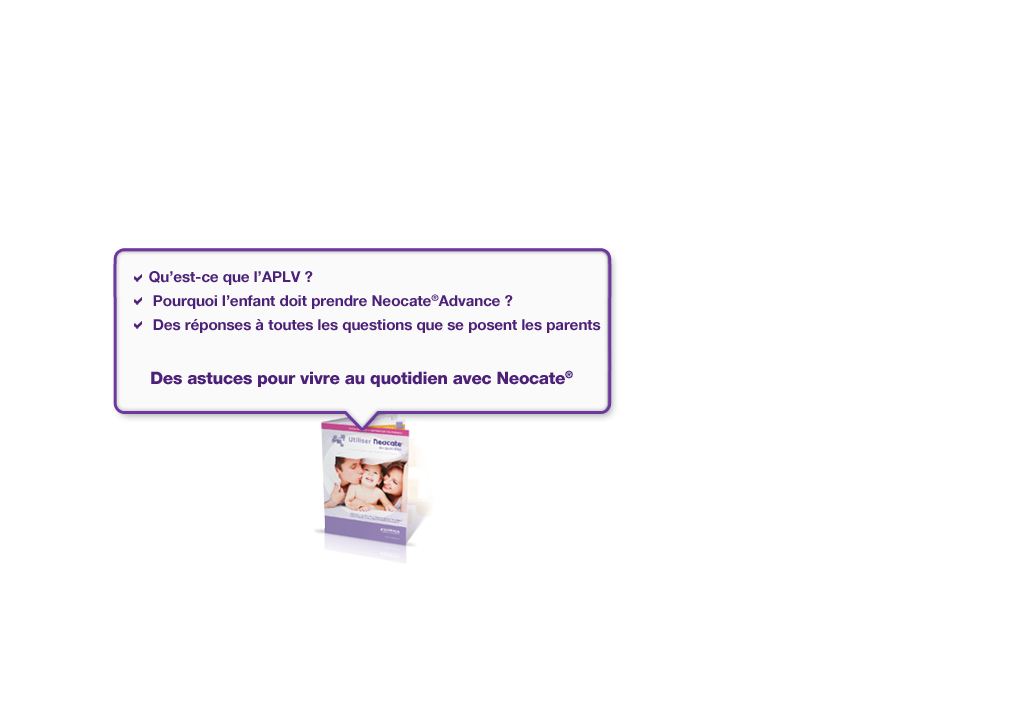 Qu’est-ce que l’APLV ?
Pourquoi l’enfant doit prendre Neocate®Advance ?
Des réponses à toutes les questions que se posent les parents
Des astuces pour vivre au quotidien avec Neocate®
Utiliser Neocate